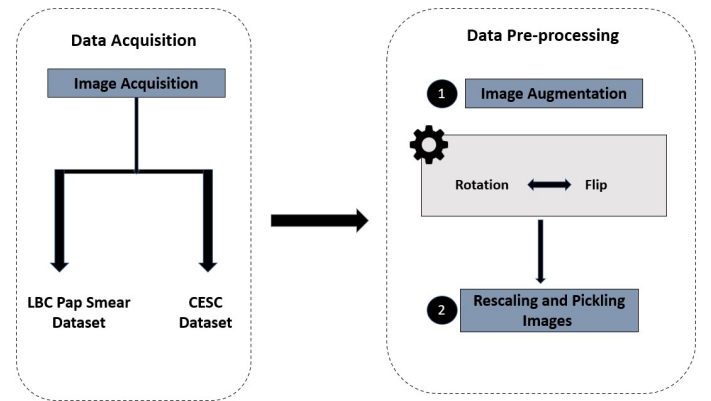 Data Acquisition
Image Acquisition
LBC Pap Smear
Dataset
CESC
Dataset
Data Pre-processing
1
Image Augmentation
Rotation
Flip
2
Rescaling and Pickling
Images